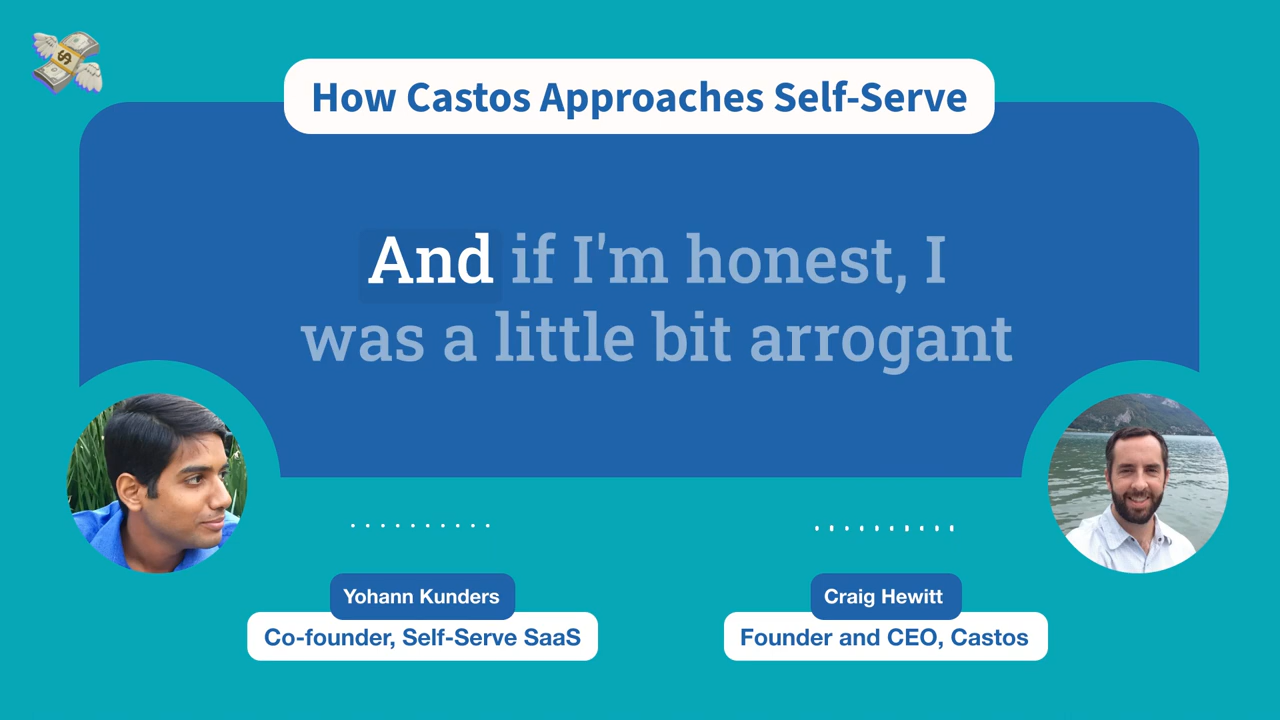 How Castos Approaches Self-Serve
And if I'm honest, I
was a little bit arrogant
Yohann Kunders
Co-founder, Self-Serve SaaS
Craig Hewitt
Founder and CEO, Castos